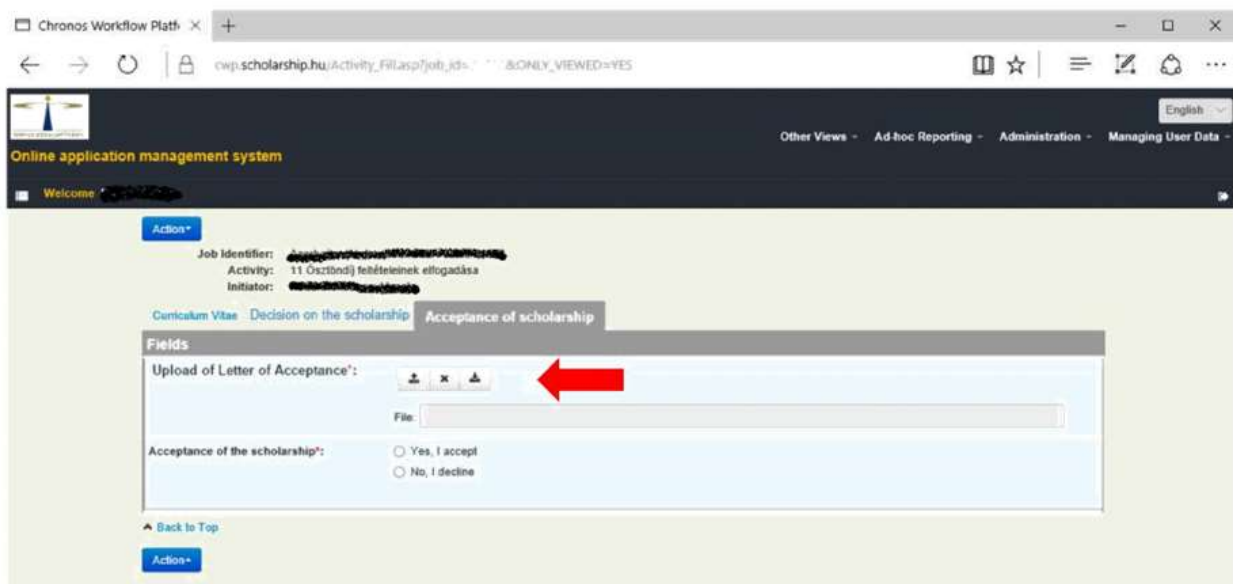 Chronos Workflow Platf
cwp.scholarship.hu/Activity_Fill.asp?job_id= &ONLY_VIEWED=YES
English
Other Views Ad-hoc Reporting Administration Managing User Data
Online application management system
Welcome
Action
Job Identifier:
Activity: 11 Ösztöndíj feltételeinek elfogadása
Initiator:
Curriculum Vitae Decision on the scholarship Acceptance of scholarship
Fields
Upload of Letter of Acceptance*:
File:
Acceptance of the scholarship*: Yes, I accept
No, I decline
Back to Top
Action